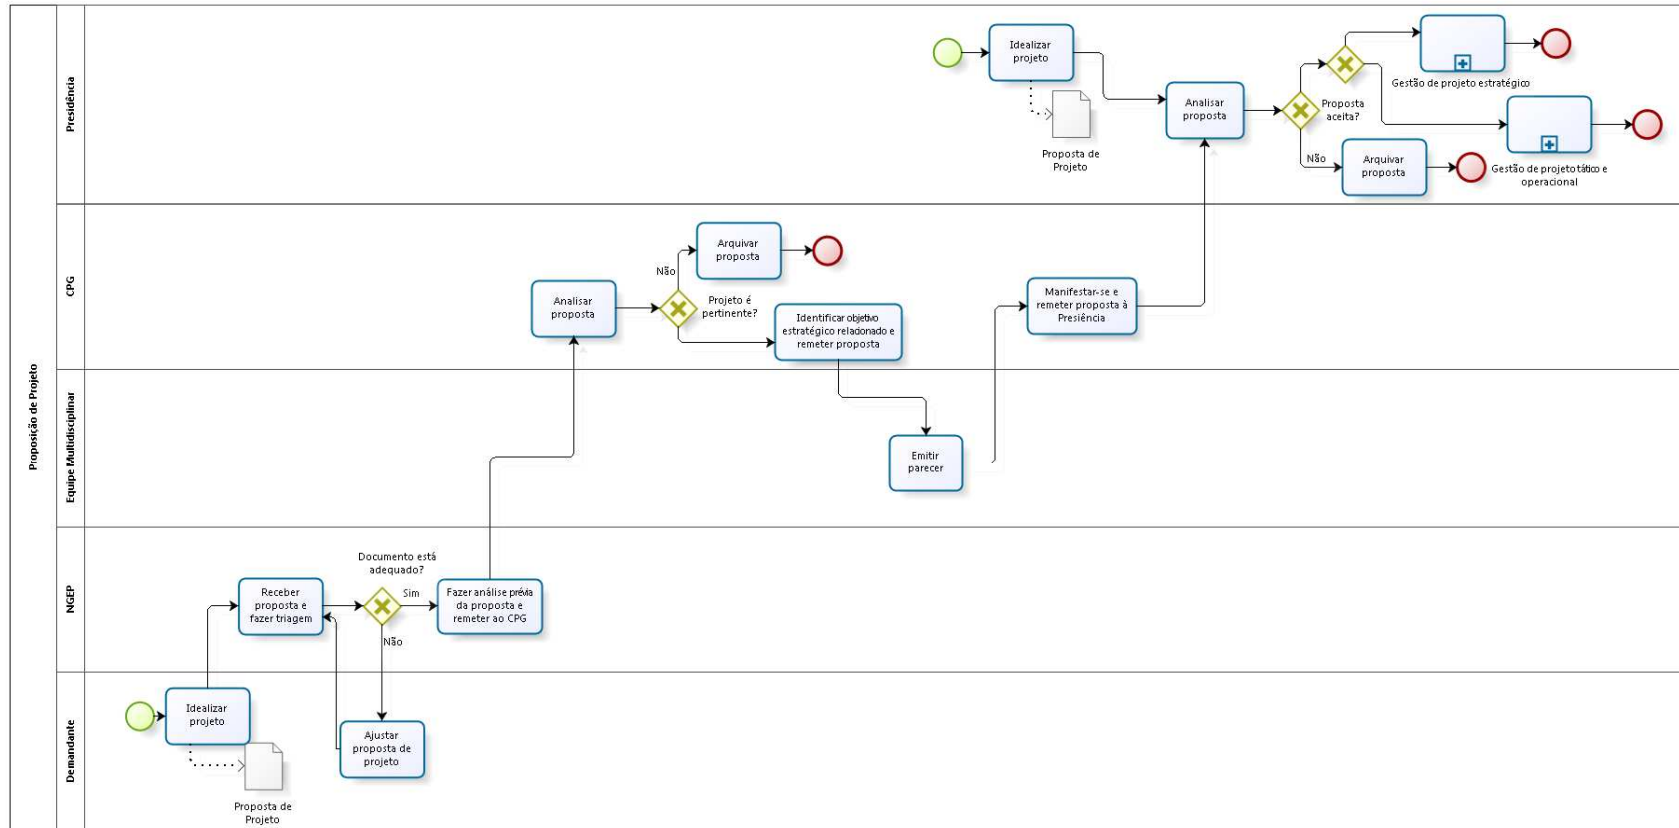 Proposição de Projeto
Presidência
Idealizar
projeto
Proposta de
Projeto
Analisar
proposta
Proposta
aceita?
Gestão de projeto estratégico
Gestão de projeto tático e
operacional
Não
Arquivar
proposta
CPG
Analisar
proposta
Não
Arquivar
proposta
Projeto é
pertinente?
Identificar objetivo
estratégico relacionado e
remeter proposta
Manifestar-se e
remeter proposta à
Presiência
Equipe Multidisciplinar
Emitir
parecer
NGEP
Receber
proposta e
fazer triagem
Documento está
adequado?
Sim
Não
Fazer análise prévia
da proposta e
remeter ao CPG
Demandante
Idealizar
projeto
Proposta de
Projeto
Ajustar
proposta de
projeto